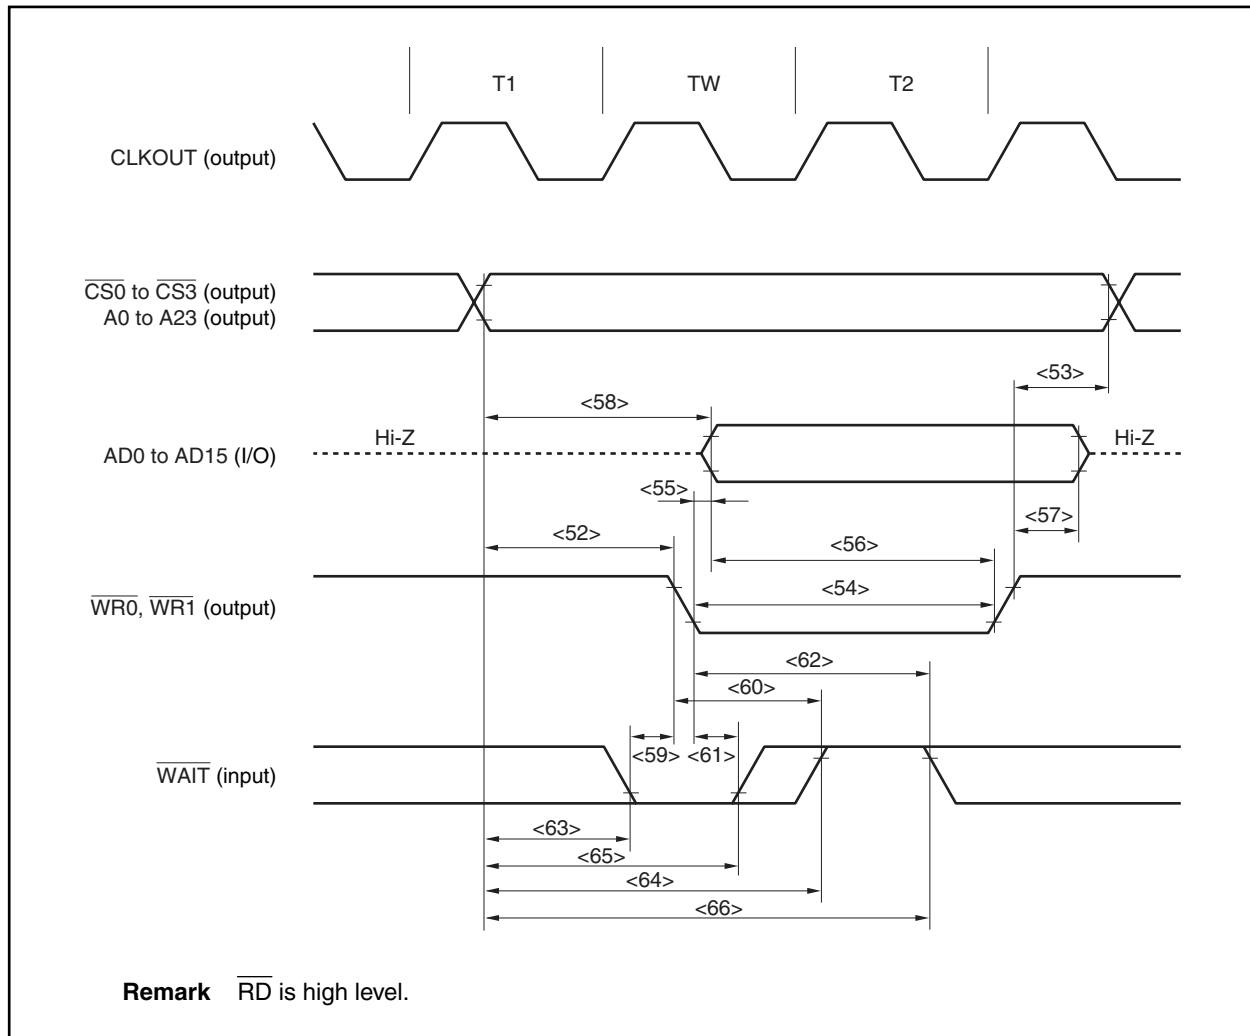 T1 TW T2
CLKOUT (output)
CS0 to CS3 (output)
A0 to A23 (output)
<53>
<58>
Hi-Z Hi-Z
AD0 to AD15 (I/O)
<55>
<57>
<52>
<56>
<54>
WR0, WR1 (output)
<62>
<60>
<59> <61>
WAIT (input)
<63>
<65>
<64>
<66>
Remark RD is high level.